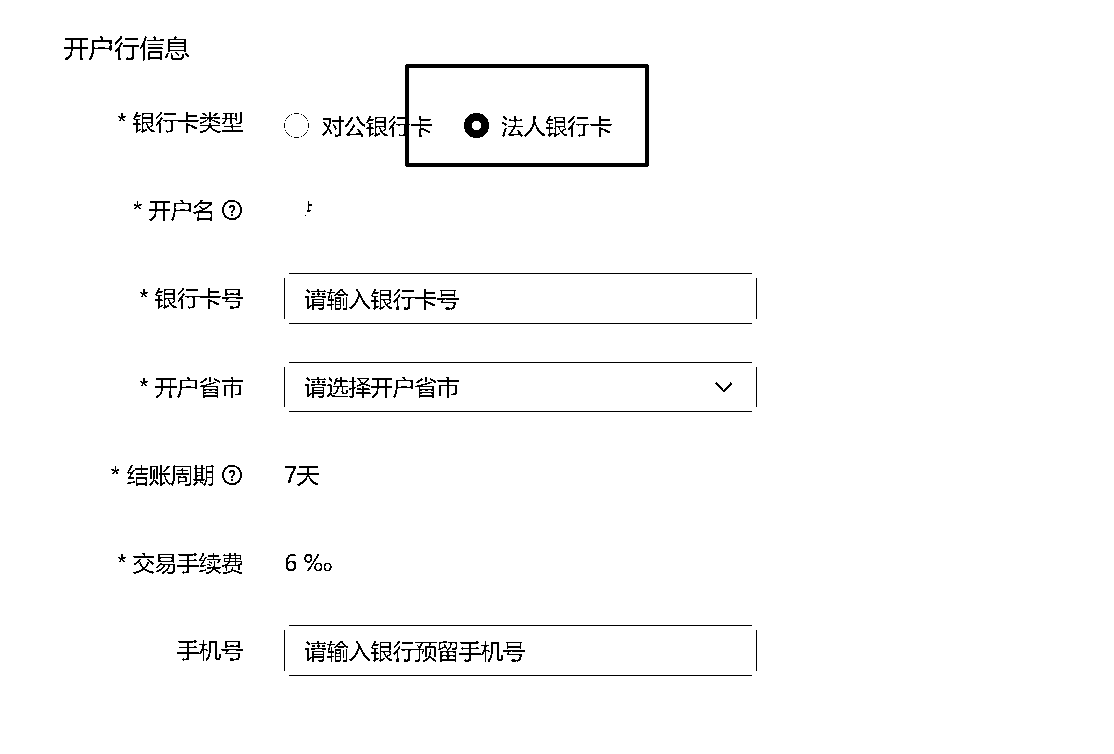 开户行信息
* 银行卡类型 对公银行卡 法人银行卡
* 开户名 ?
* 银行卡号 请输入银行卡号
* 开户省市 请选择开户省市
* 结账周期 ? 7天
* 交易手续费 6 ‰
手机号 请输入银行预留手机号